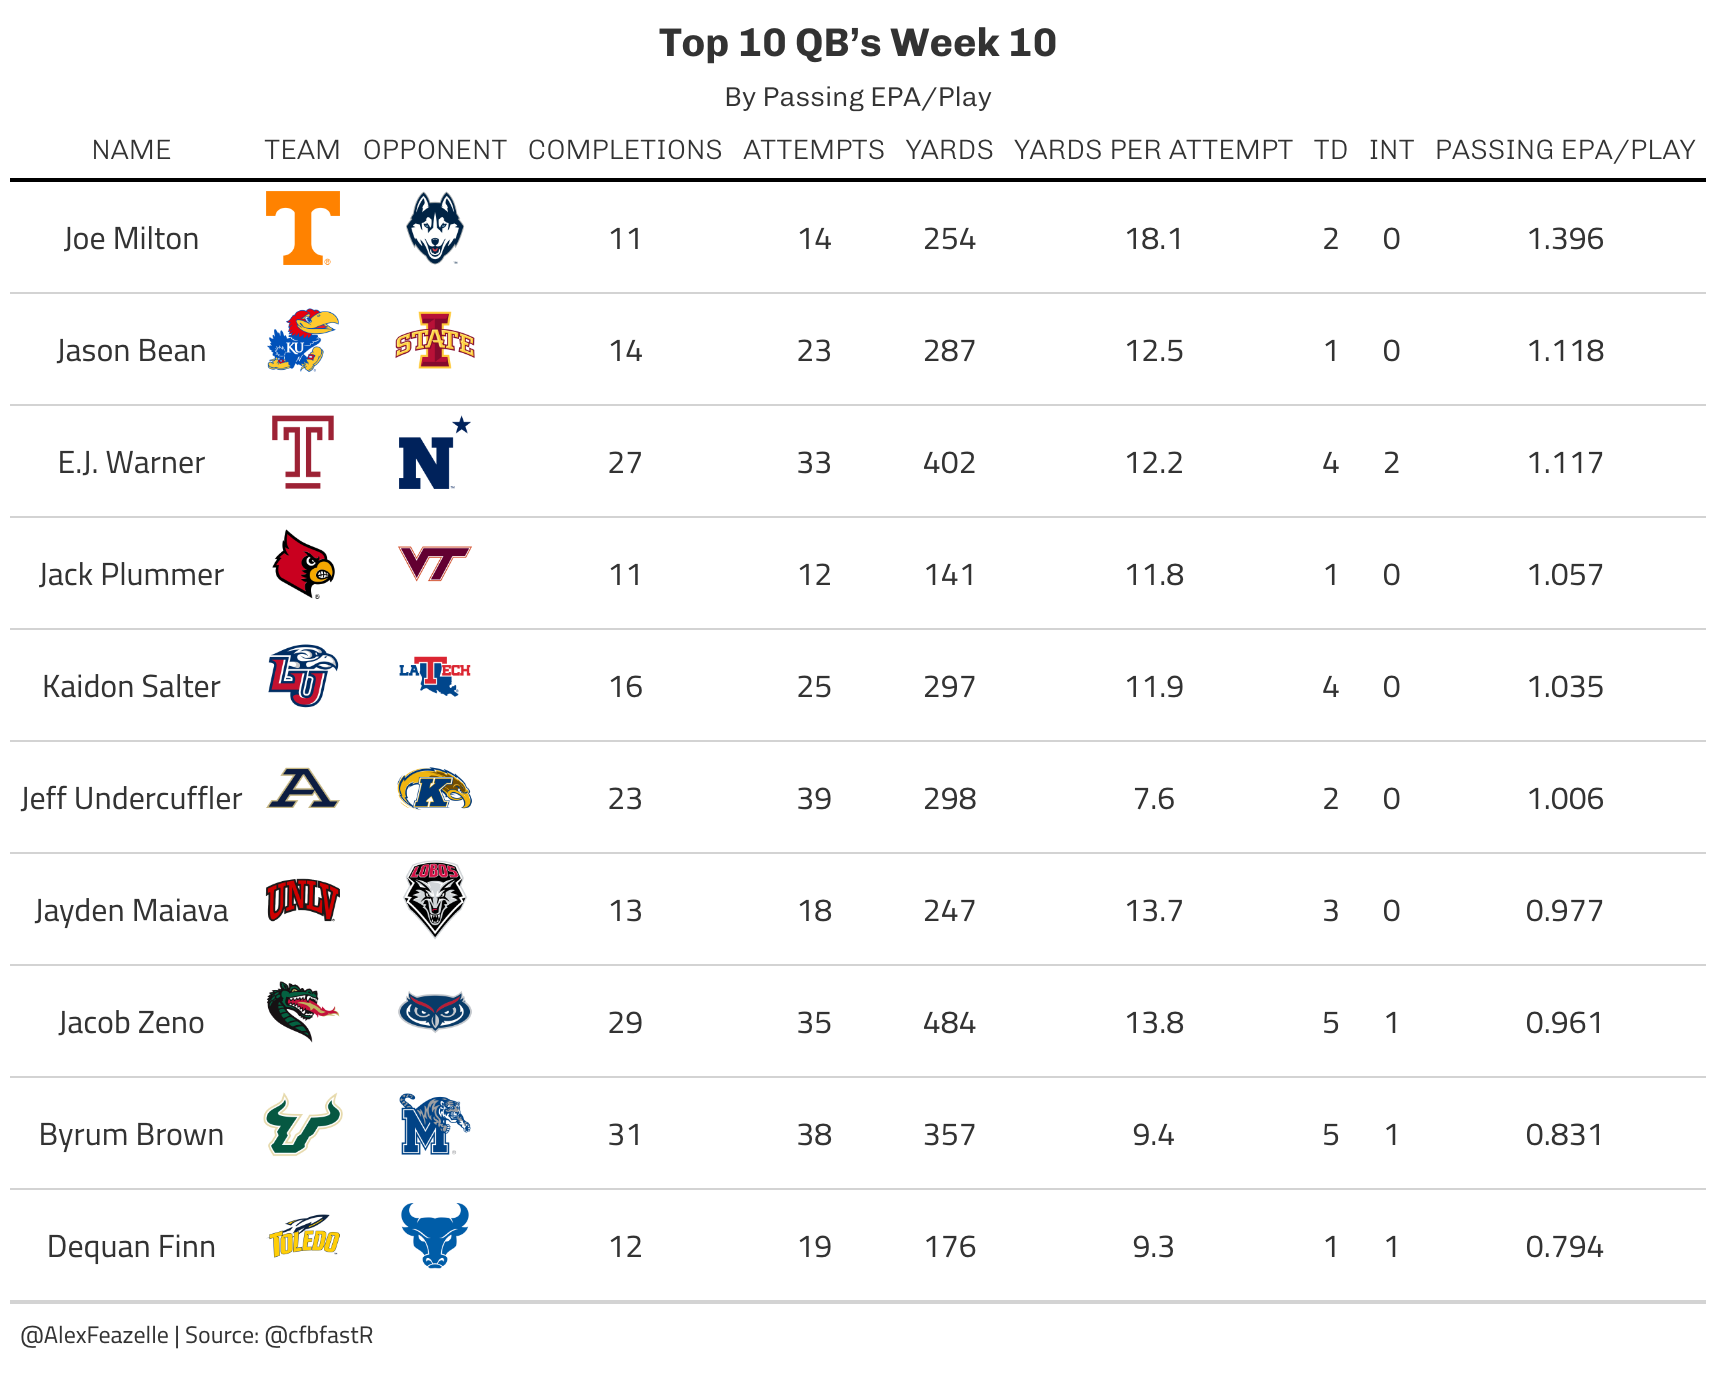 Top 10 QB’s Week 10
By Passing EPA/Play
NAME TEAM OPPONENT COMPLETIONS ATTEMPTS YARDS YARDS PER ATTEMPT TD INT PASSING EPA/PLAY
Joe Milton T 11 14 254 18.1 2 0 1.396
Jason Bean KU STATE I 14 23 287 12.5 1 0 1.118
E.J. Warner T N 27 33 402 12.2 4 2 1.117
Jack Plummer VT 11 12 141 11.8 1 0 1.057
Kaidon Salter LU LA TECH 16 25 297 11.9 4 0 1.035
Jeff Undercuffler A K 23 39 298 7.6 2 0 1.006
Jayden Maiava UNLV LOBOS 13 18 247 13.7 3 0 0.977
Jacob Zeno 29 35 484 13.8 5 1 0.961
Byrum Brown U M 31 38 357 9.4 5 1 0.831
Dequan Finn TOLEDO 12 19 176 9.3 1 1 0.794
@AlexFeazelle | Source: @cfbfastR